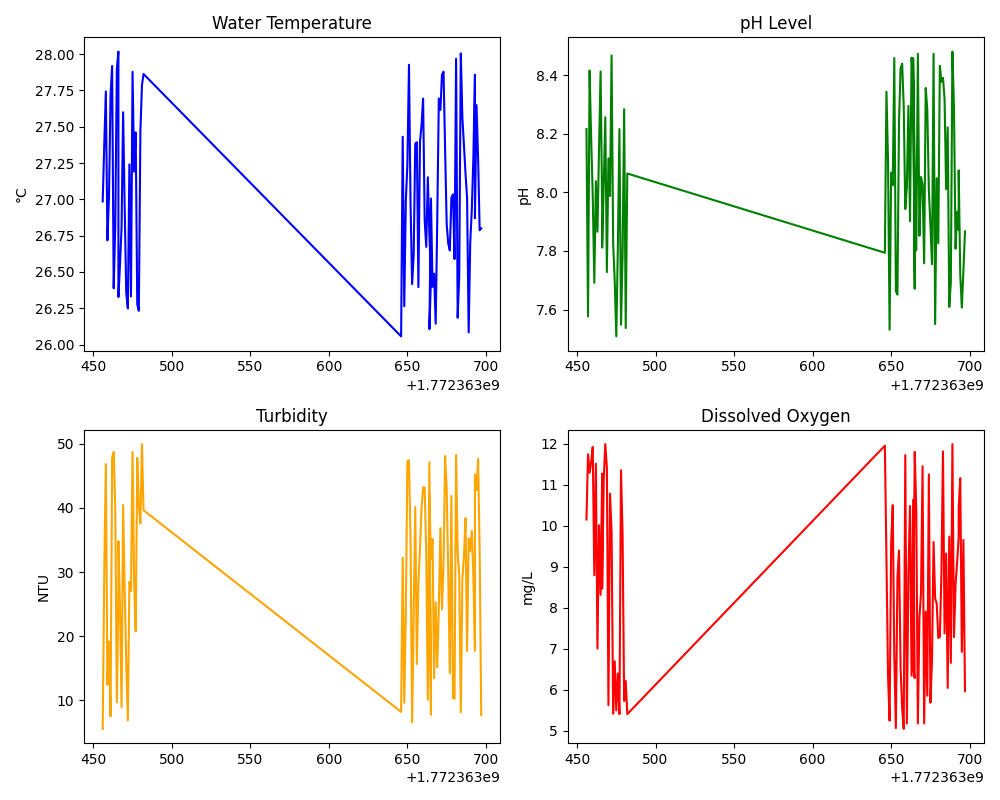 Water Temperature
°C
28.00
27.75
27.50
27.25
27.00
26.75
26.50
26.25
26.00
450 500 550 600 650 700
+1.772363e9
pH Level
pH
8.4
8.2
8.0
7.8
7.6
450 500 550 600 650 700
+1.772363e9
Turbidity
NTU
50
40
30
20
10
450 500 550 600 650 700
+1.772363e9
Dissolved Oxygen
mg/L
12
11
10
9
8
7
6
5
450 500 550 600 650 700
+1.772363e9